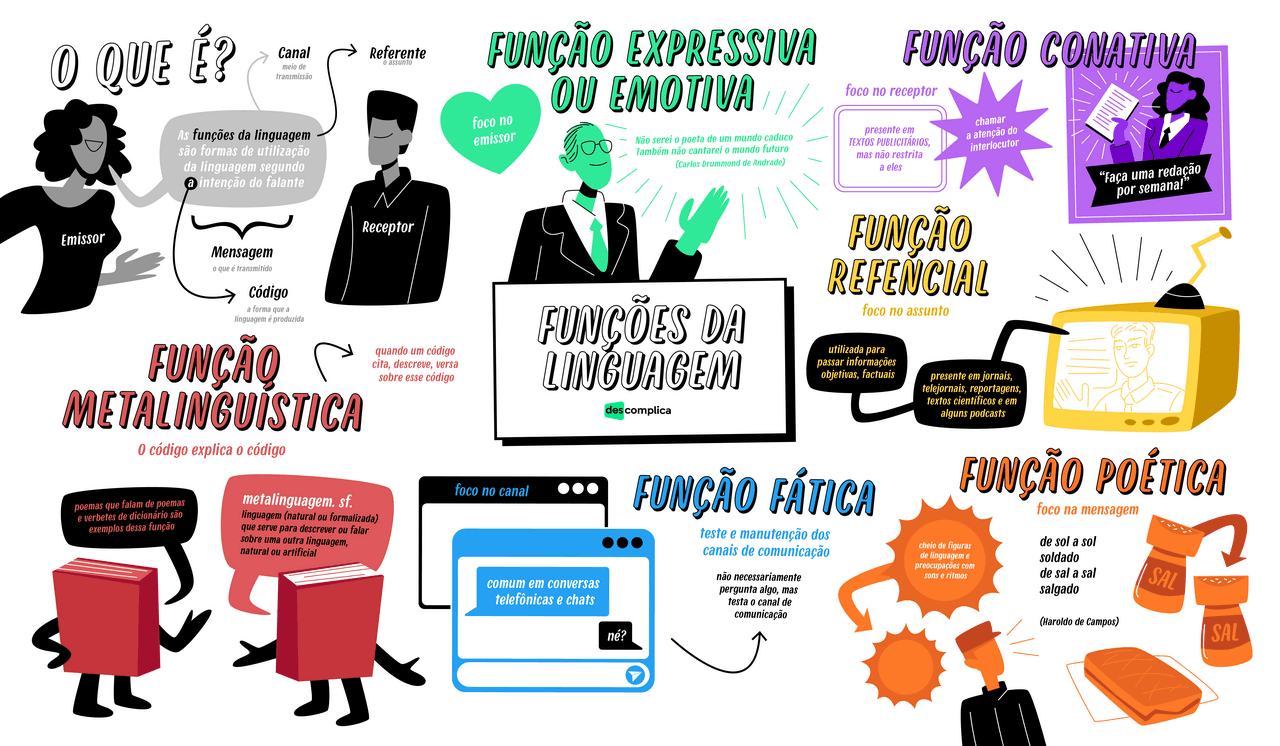 O QUE É?
Canal
meio de
transmissão
Referente
o assunto
As funções da linguagem
são formas de utilização
da linguagem segundo
a intenção do falante
Emissor
Receptor
Mensagem
o que é transmitido
Código
a forma que a
linguagem é produzida
FUNÇÃO EXPRESSIVA
OU EMOTIVA
foco no
emissor
Não serei o poeta de um mundo caduco
Também não cantarei o mundo futuro
(Carlos Drummond de Andrade)
FUNÇÃO CONATIVA
foco no receptor
presente em
TEXTOS PUBLICITÁRIOS,
mas não restrita
a eles
chamar
a atenção do
interlocutor
"Faça uma redação
por semana!"
FUNÇÕES DA
LINGUAGEM
descomplica
FUNÇÃO
REFENCIAL
foco no assunto
utilizada para
passar informações
objetivas, factuais
presente em jornais,
telejornais, reportagens,
textos científicos e em
alguns podcasts
FUNÇÃO
METALINGUÍSTICA
O código explica o código
quando um código
cita, descreve, versa
sobre esse código
poemas que falam de poemas
e verbetes de dicionário são
exemplos dessa função
metalinguagem. sf.
linguagem (natural ou formalizada)
que serve para descrever ou falar
sobre uma outra linguagem,
natural ou artificial
FUNÇÃO FÁTICA
foco no canal
teste e manutenção dos
canais de comunicação
comum em conversas
telefônicas e chats
né?
não necessariamente
pergunta algo, mas
testa o canal de
comunicação
FUNÇÃO POÉTICA
foco na mensagem
cheio de figuras
de linguagem e
preocupações com
sons e ritmos
de sol a sol
soldado
de sal a sal
salgado
(Haroldo de Campos)
SAL
SAL